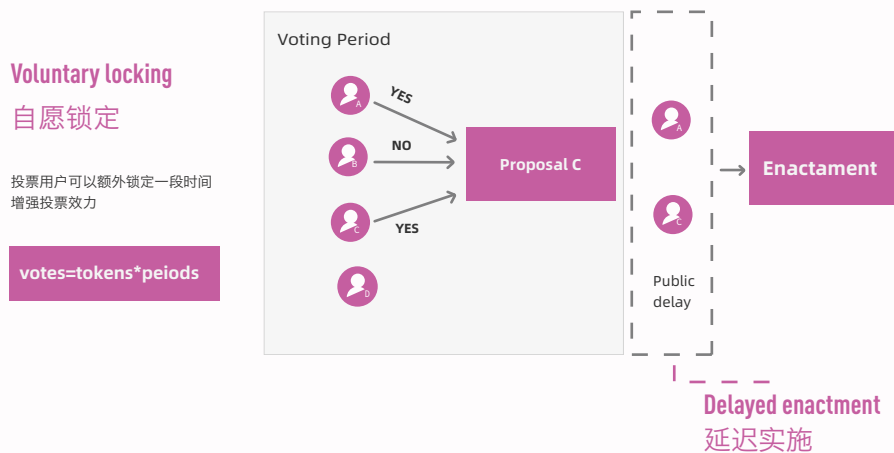 Voluntary locking
自愿锁定
投票用户可以额外锁定一段时间
增强投票效力
votes=tokens*peiods
Voting Period
A
YES
B
NO
C
YES
D
Proposal C
A
C
Public
delay
Enactament
Delayed enactment
延迟实施